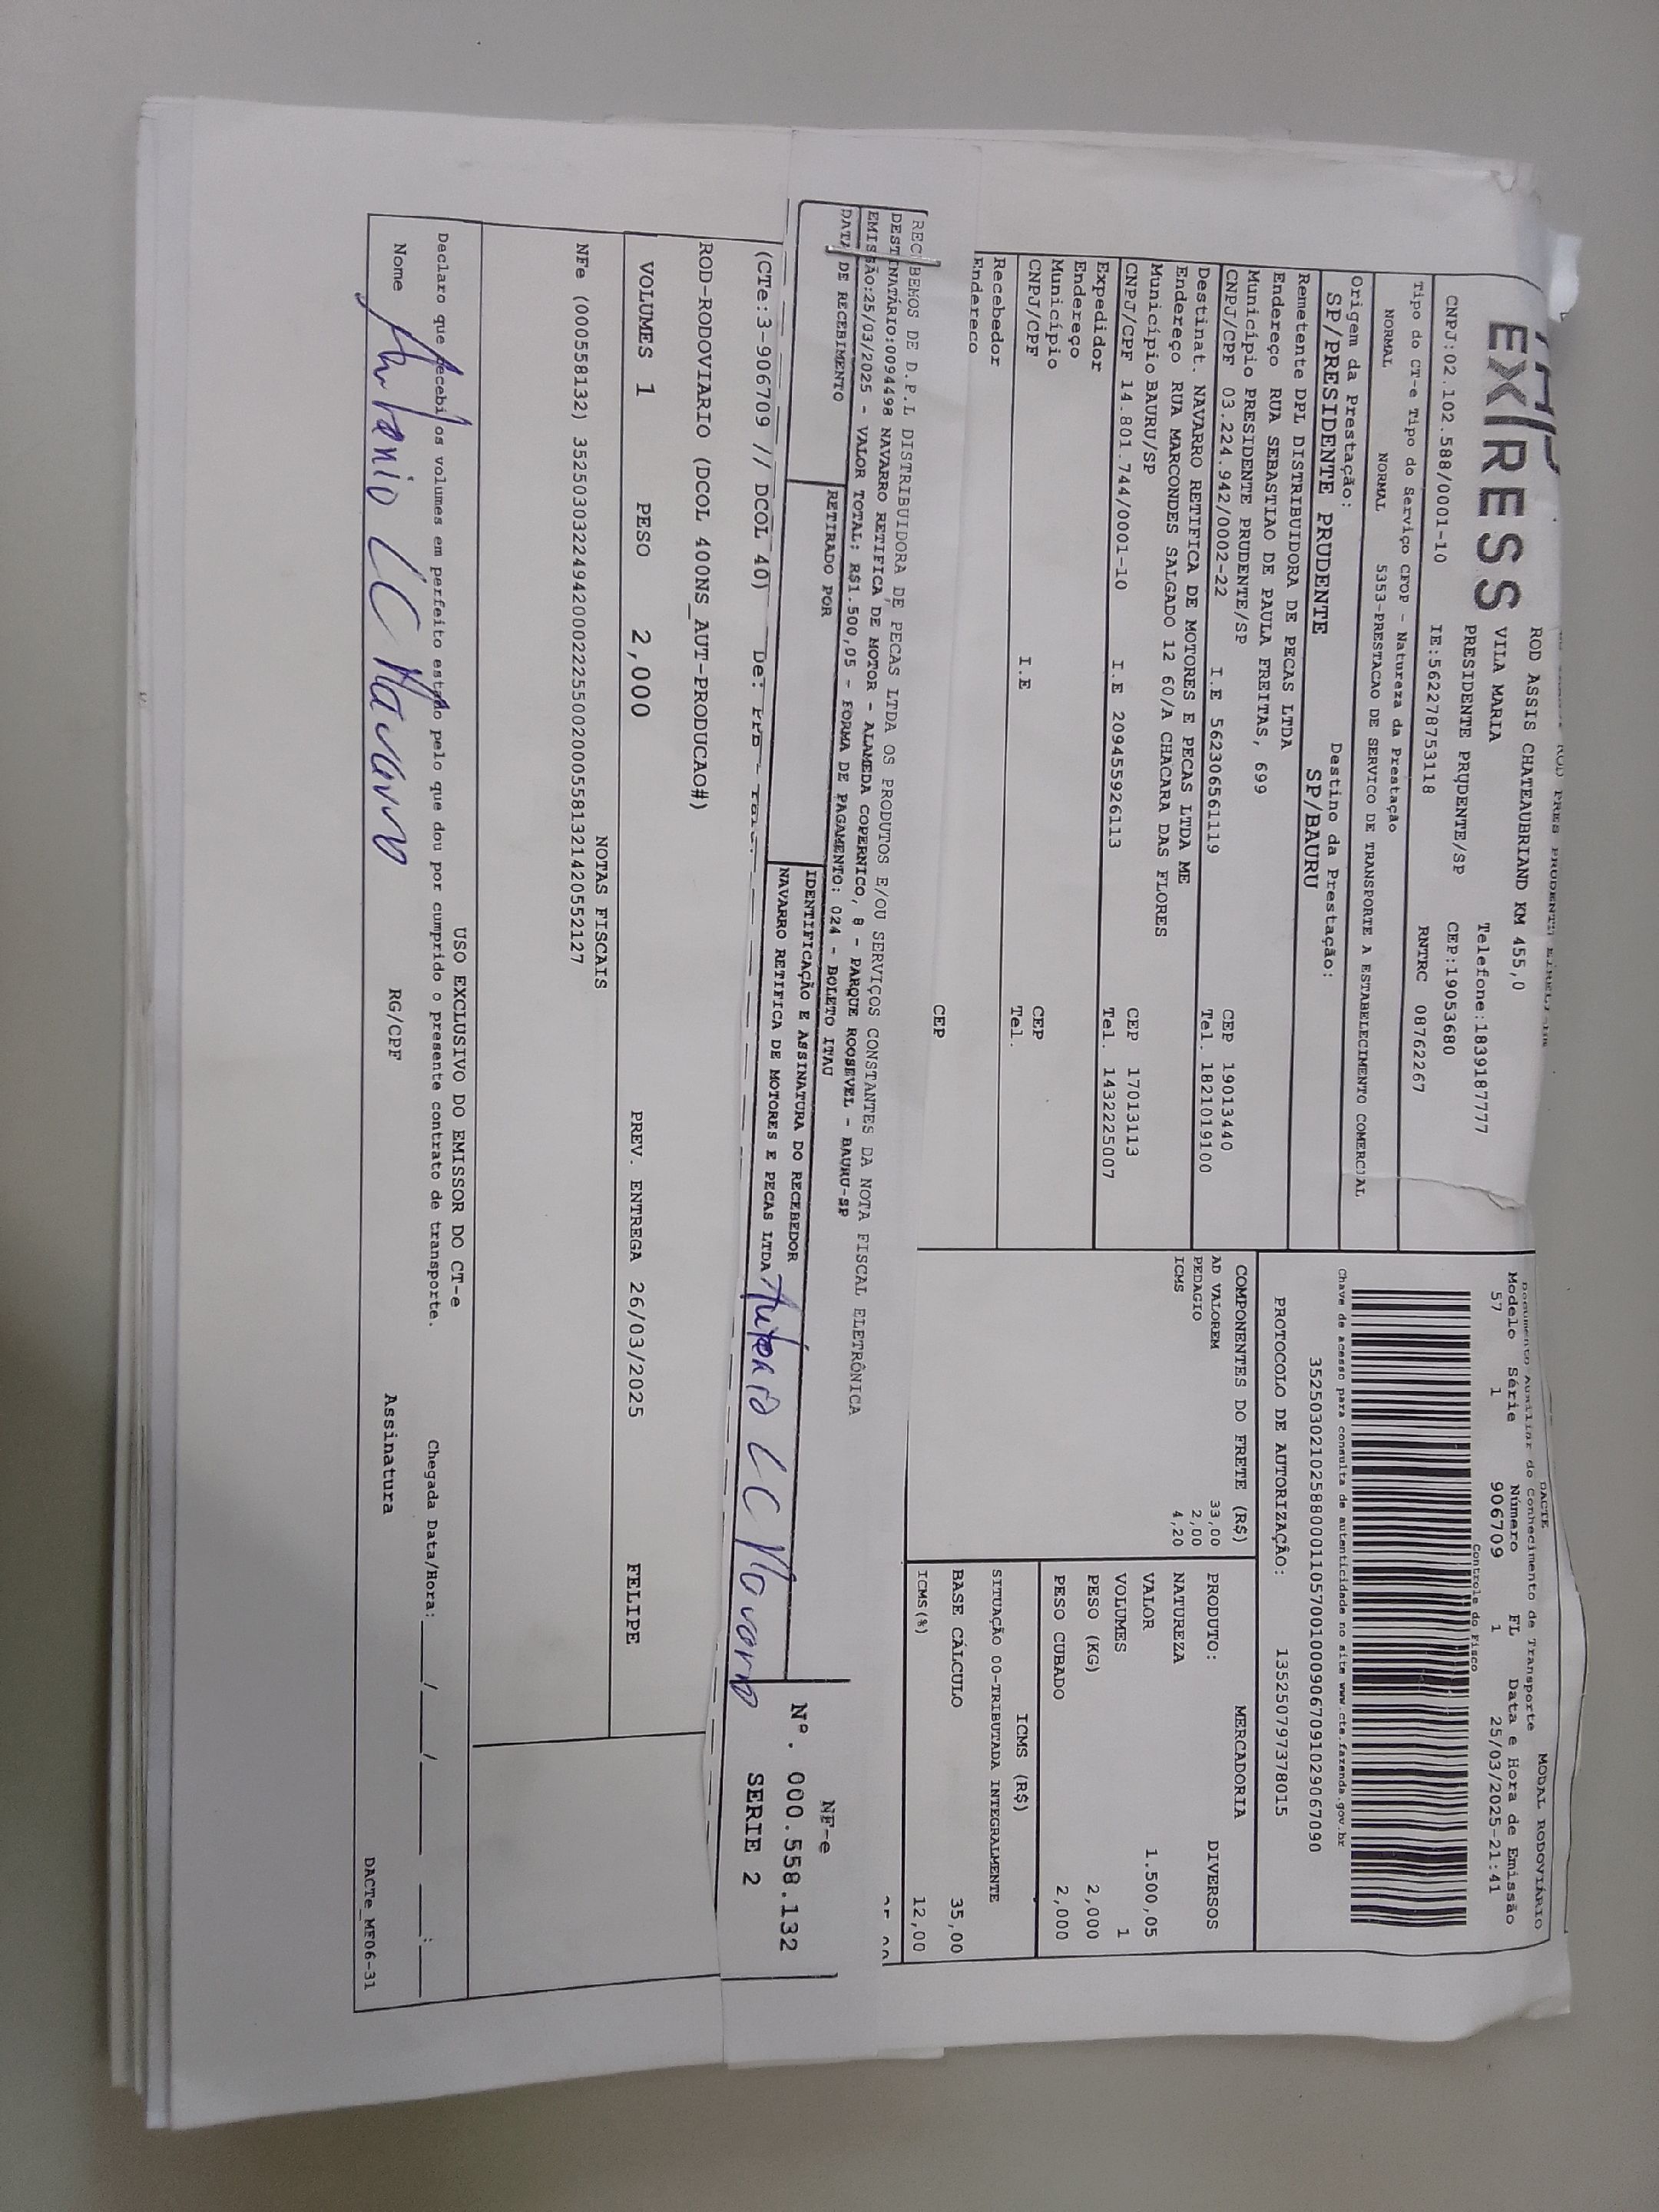 EXPRESS
ROD ASSIS CHATEAUBRIAND KM 455,0
VILA MARIA Telefone:1839187777
PRESIDENTE PRUDENTE/SP CEP:19053680
CNPJ:02.102.588/0001-10 IE:562278753118 RNTRC 08762267
Tipo do CT-e Tipo do Serviço CFOP - Natureza da Prestação
NORMAL NORMAL 5353-PRESTACAO DE SERVICO DE TRANSPORTE A ESTABELECIMENTO COMERCIAL
Origem da Prestação: Destino da Prestação:
SP/PRESIDENTE PRUDENTE SP/BAURU
Remetente DPL DISTRIBUIDORA DE PECAS LTDA
Endereço RUA SEBASTIAO DE PAULA FREITAS, 699
Município PRESIDENTE PRUDENTE/SP CEP 19013440
CNPJ/CPF 03.224.942/0002-22 I.E 562306561119 Tel. 1821019100
Destinat. NAVARRO RETIFICA DE MOTORES E PECAS LTDA ME
Endereço RUA MARCONDES SALGADO 12 60/A CHACARA DAS FLORES
Município BAURU/SP CEP 17013113
CNPJ/CPF 14.801.744/0001-10 I.E 209455926113 Tel. 1432225007
Expedidor
Endereço
Município CEP
CNPJ/CPF I.E Tel.
Recebedor
Endereco
CEP
DACTE MODAL RODOVIÁRIO
Documento Auxiliar do Conhecimento de Transporte
Modelo Série Número FL Data e Hora de Emissão
57 1 906709 1 25/03/2025-21:41
Controle do Fisco
Chave de acesso para consulta de autenticidade no site www.cte.fazenda.gov.br
35250302102588000110570010009067091029067090
PROTOCOLO DE AUTORIZAÇÃO: 135250797378015
COMPONENTES DO FRETE (R$)
AD VALOREM 33,00
PEDAGIO 2,00
ICMS 4,20
MERCADORIA
PRODUTO: DIVERSOS
NATUREZA
VALOR 1.500,05
VOLUMES 1
PESO (KG) 2,000
PESO CUBADO 2,000
ICMS (R$)
SITUAÇÃO 00-TRIBUTADA INTEGRALMENTE
BASE CÁLCULO 35,00
ICMS(%) 12,00
RECEBEMOS DE D.P.L DISTRIBUIDORA DE PECAS LTDA OS PRODUTOS E/OU SERVIÇOS CONSTANTES DA NOTA FISCAL ELETRÔNICA
DESTINATÁRIO:0094498 NAVARRO RETIFICA DE MOTOR - ALAMEDA COPERNICO, 8 - PARQUE ROOSEVEL - BAURU-SP
EMISSÃO:25/03/2025 - VALOR TOTAL: R$1.500,05 - FORMA DE PAGAMENTO: 024 - BOLETO ITAU
DATA DE RECEBIMENTO RETIRADO POR IDENTIFICAÇÃO E ASSINATURA DO RECEBEDOR
NAVARRO RETIFICA DE MOTORES E PECAS LTDA Antonio LC Navarro
NF-e
Nº. 000.558.132
SERIE 2
(CTe:3-906709 // DCOL 40) De:
ROD-RODOVIARIO (DCOL 400NS_AUT-PRODUCAO#)
VOLUMES 1 PESO 2,000 PREV. ENTREGA 26/03/2025 FELIPE
NOTAS FISCAIS
NFe (000558132) 35250303224942000222550020005581321420552127
USO EXCLUSIVO DO EMISSOR DO CT-e
Declaro que recebi os volumes em perfeito estado pelo que dou por cumprido o presente contrato de transporte. Chegada Data/Hora: ____/____/____ ____:____
Nome Antonio LC Navarro RG/CPF Assinatura
DACTe_MF06-31